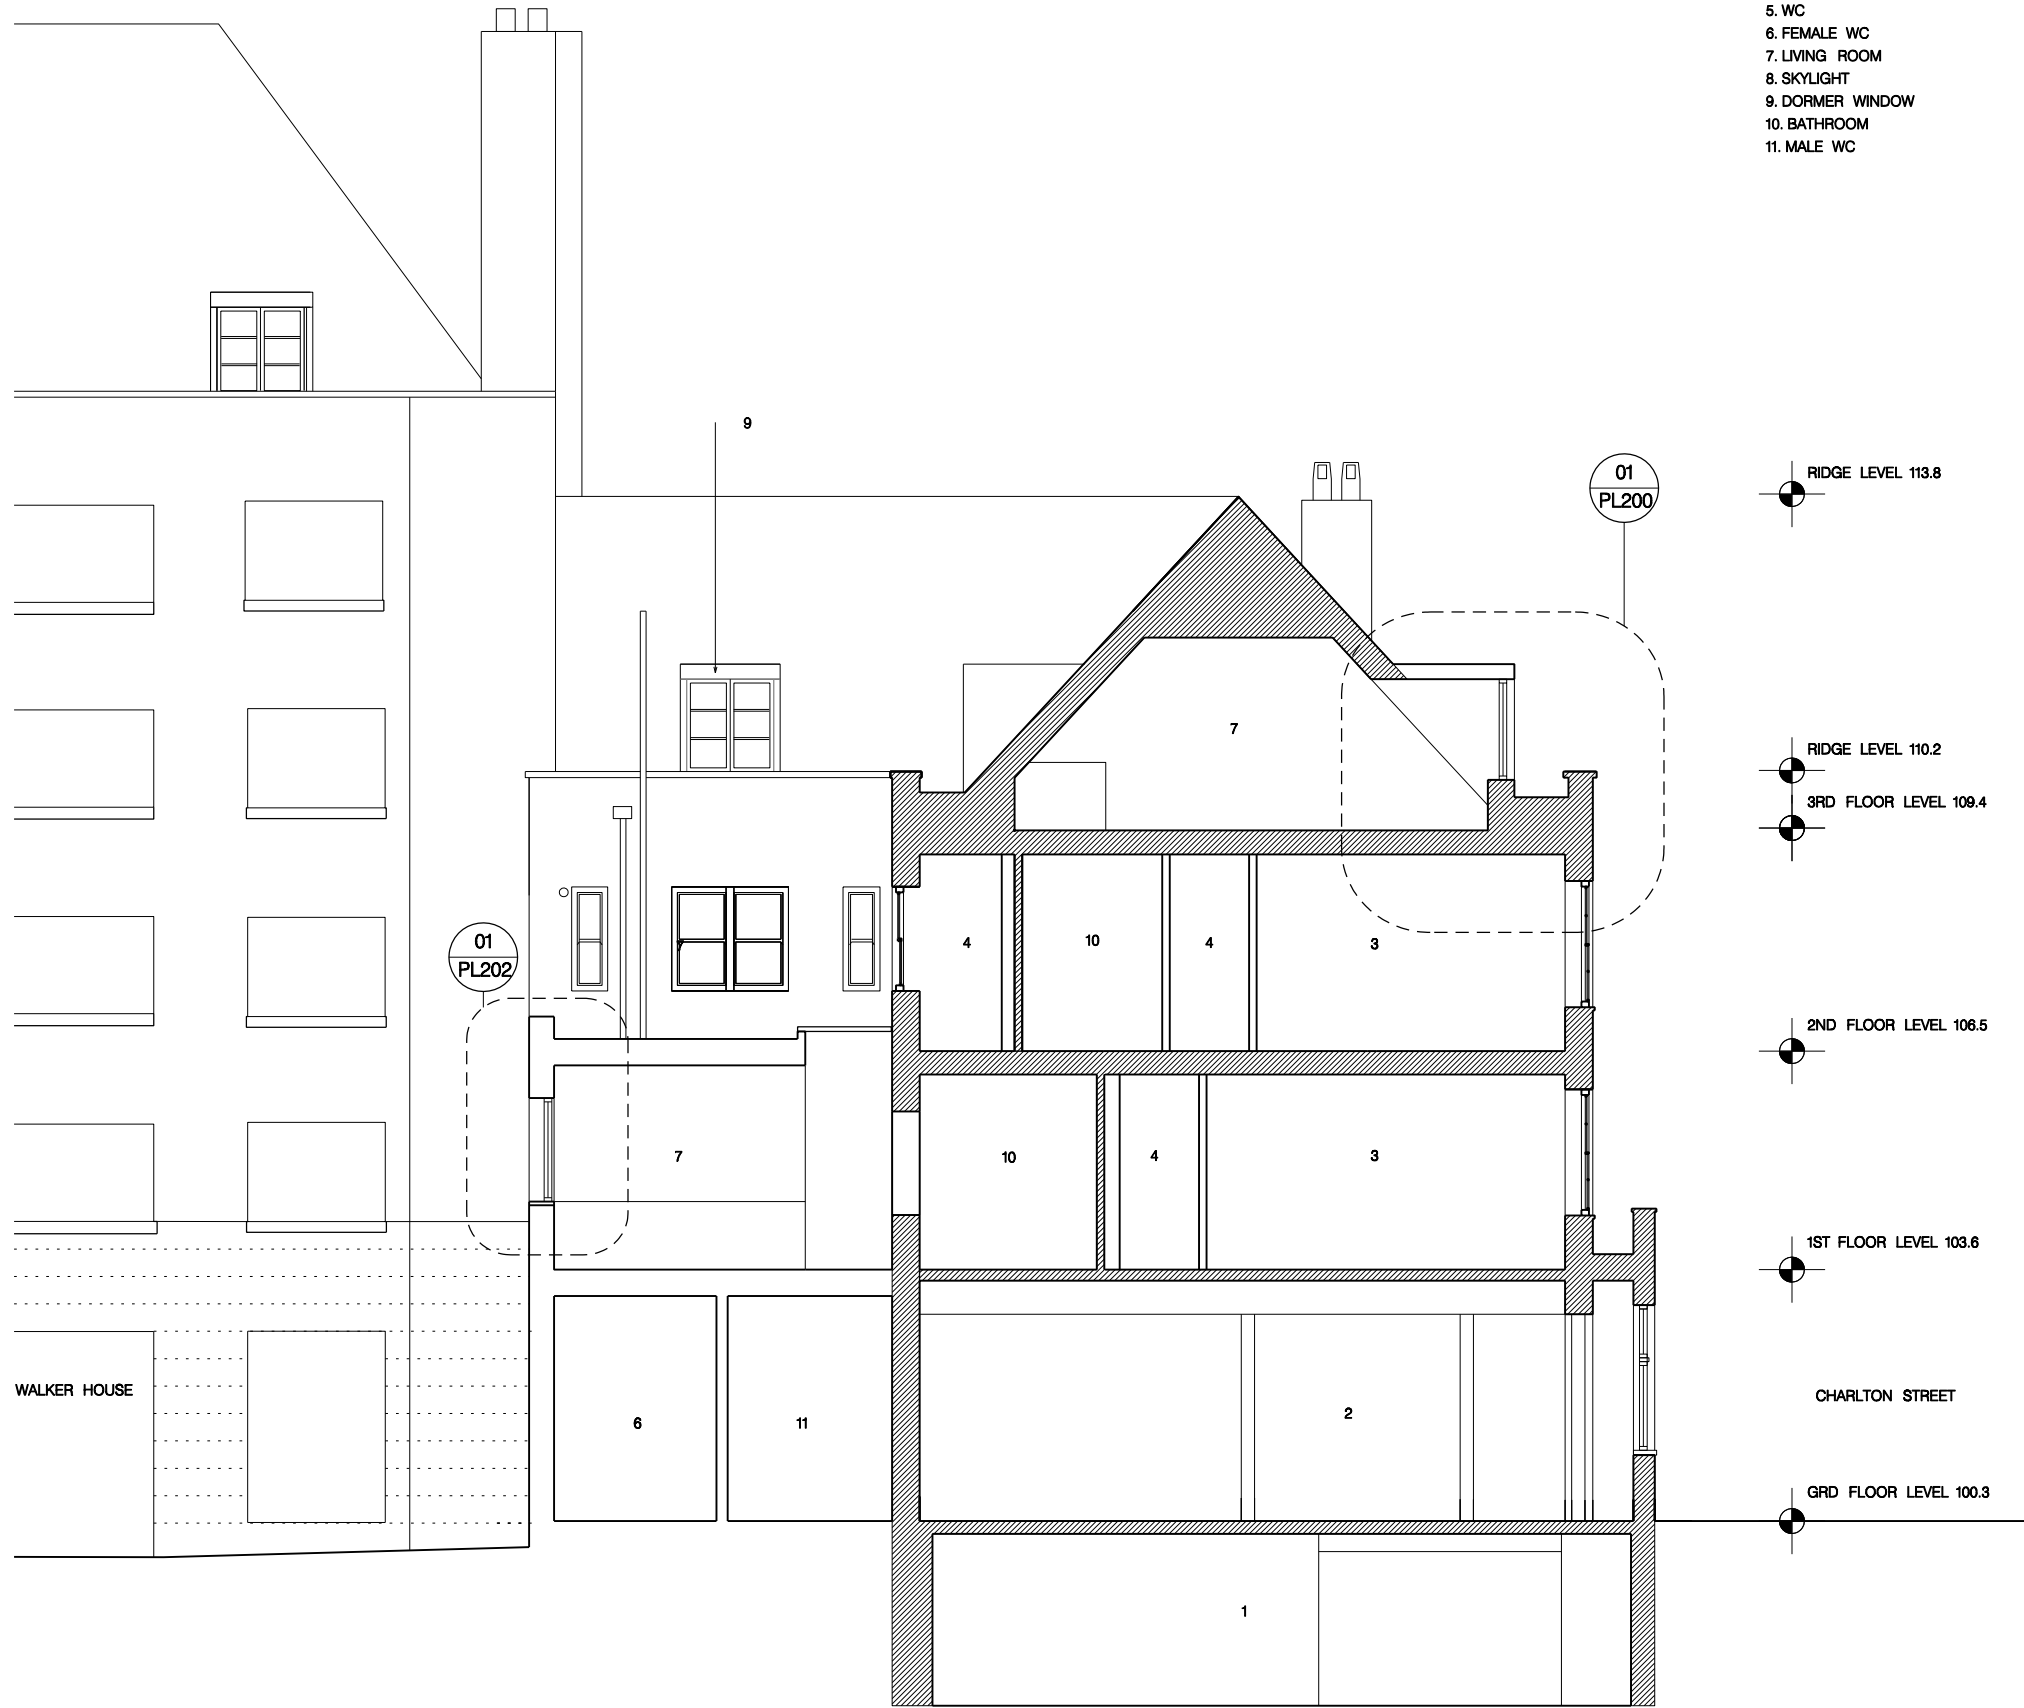 5. WC
6. FEMALE WC
7. LIVING ROOM
8. SKYLIGHT
9. DORMER WINDOW
10. BATHROOM
11. MALE WC
9
01
PL200
RIDGE LEVEL 113.8
7
RIDGE LEVEL 110.2
3RD FLOOR LEVEL 109.4
01
PL202
4
10
4
3
2ND FLOOR LEVEL 106.5
7
10
4
3
1ST FLOOR LEVEL 103.6
WALKER HOUSE
6
11
2
CHARLTON STREET
GRD FLOOR LEVEL 100.3
1